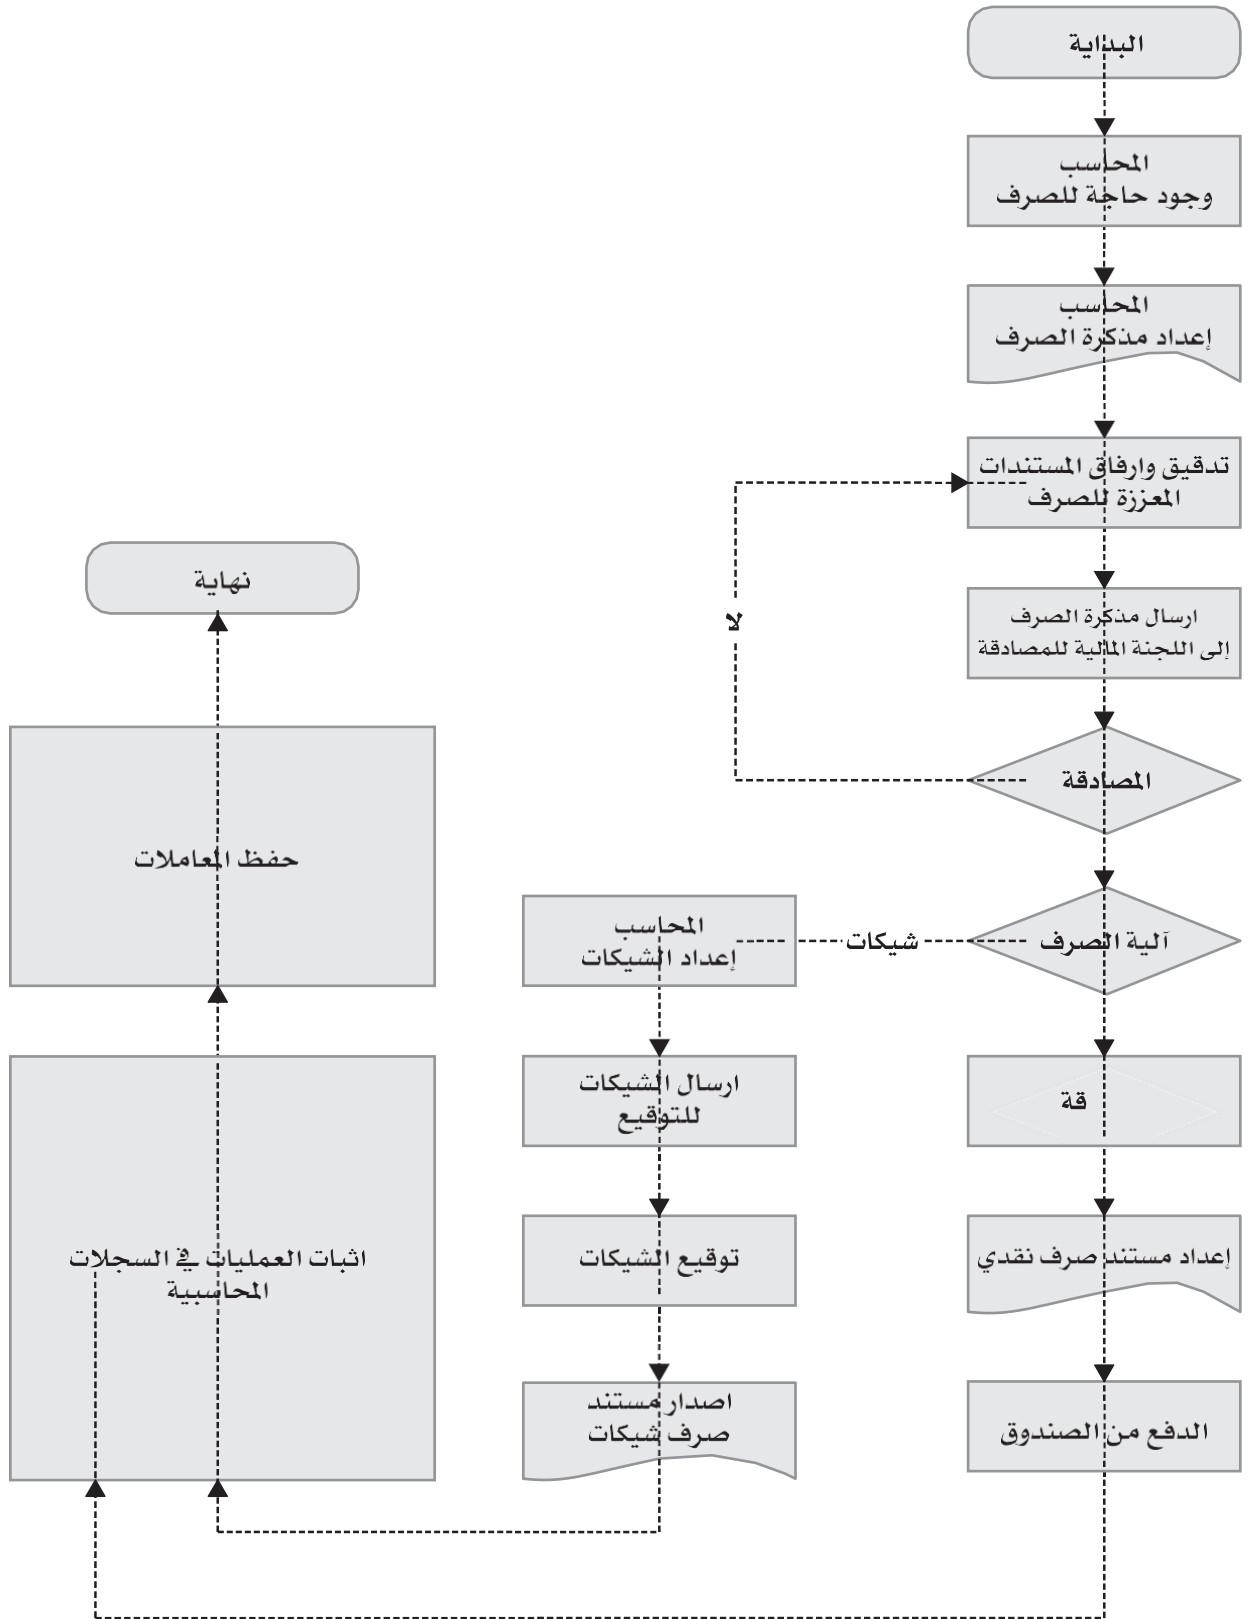 البداية
المحاسب
وجود حاجة للصرف
المحاسب
إعداد مذكرة الصرف
تدقيق وارفاق المستندات
المعززة للصرف
ارسال مذكرة الصرف
إلى اللجنة المالية للمصادقة
لا
المصادقة
آلية الصرف
شيكات
المحاسب
إعداد الشيكات
ارسال الشيكات
للتوقيع
توقيع الشيكات
اصدار مستند
صرف شيكات
قة
إعداد مستند صرف نقدي
الدفع من الصندوق
اثبات العمليات في السجلات
المحاسبية
حفظ المعاملات
نهاية